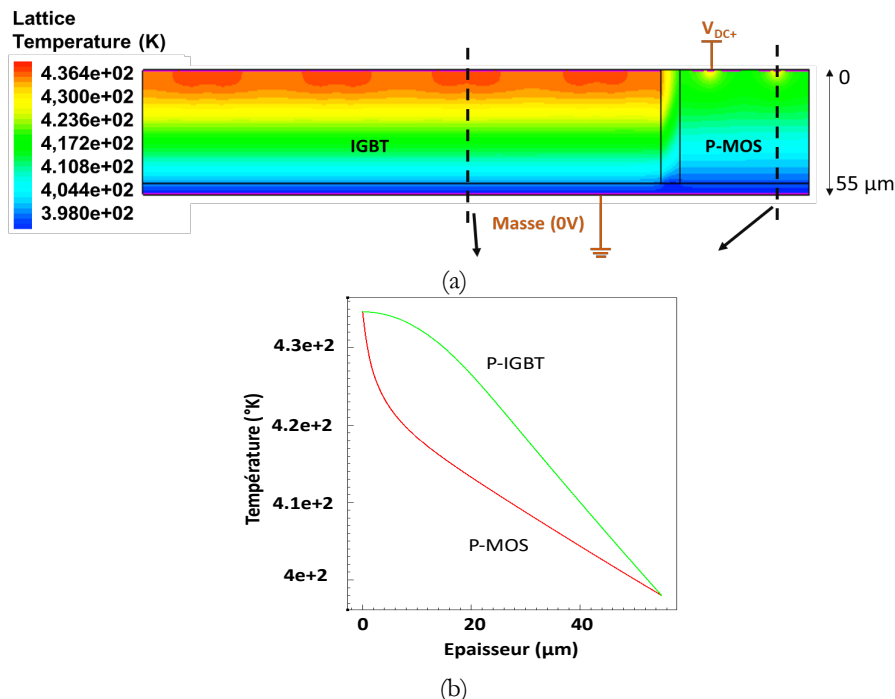 Lattice
Temperature (K)
4.364e+02
4,300e+02
4.236e+02
4,172e+02
4.108e+02
4,044e+02
3.980e+02
V_DC+
0
IGBT
P-MOS
55 µm
Masse (0V)
(a)
4.3e+2
4.2e+2
4.1e+2
4e+2
Température (°K)
P-IGBT
P-MOS
0 20 40
Epaisseur (µm)
(b)